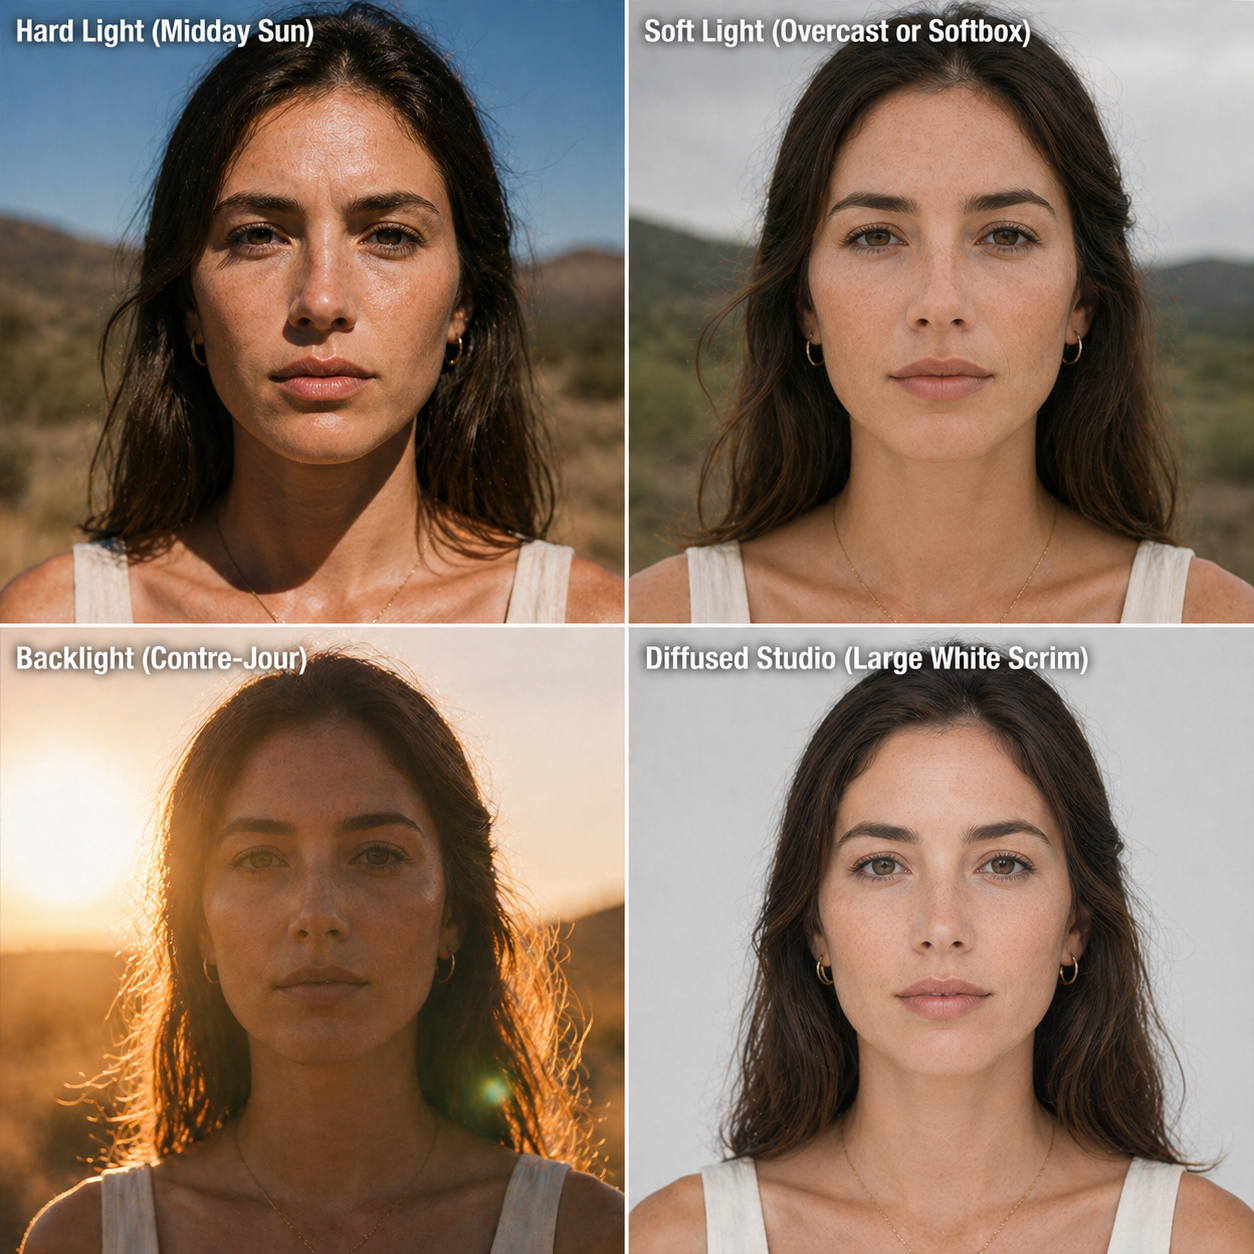 Hard Light (Midday Sun)
Soft Light (Overcast or Softbox)
Backlight (Contre-Jour)
Diffused Studio (Large White Scrim)